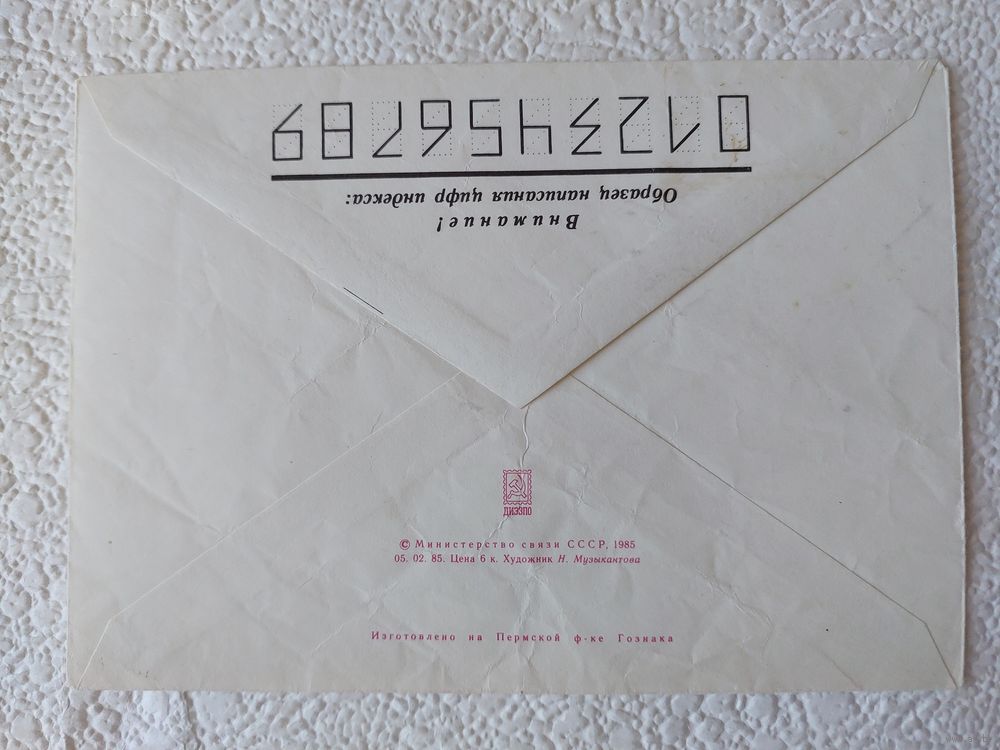 Внимание!
Образец написания цифр индекса:
0123456789
ДИЭЗПО
© Министерство связи СССР, 1985
05. 02. 85. Цена 6 к. Художник Н. Музыкантова
Изготовлено на Пермской ф-ке Гознака